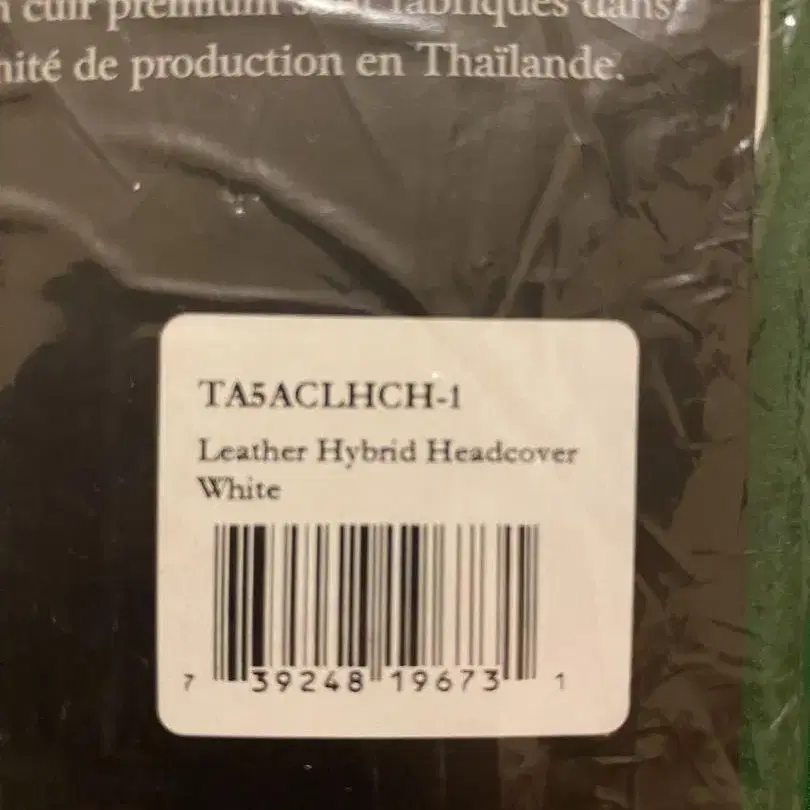 cuir premium sont fabriqués dans
de production en Thaïlande.
TA5ACLHCH-1
Leather Hybrid Headcover
White
7 39248 19673 1